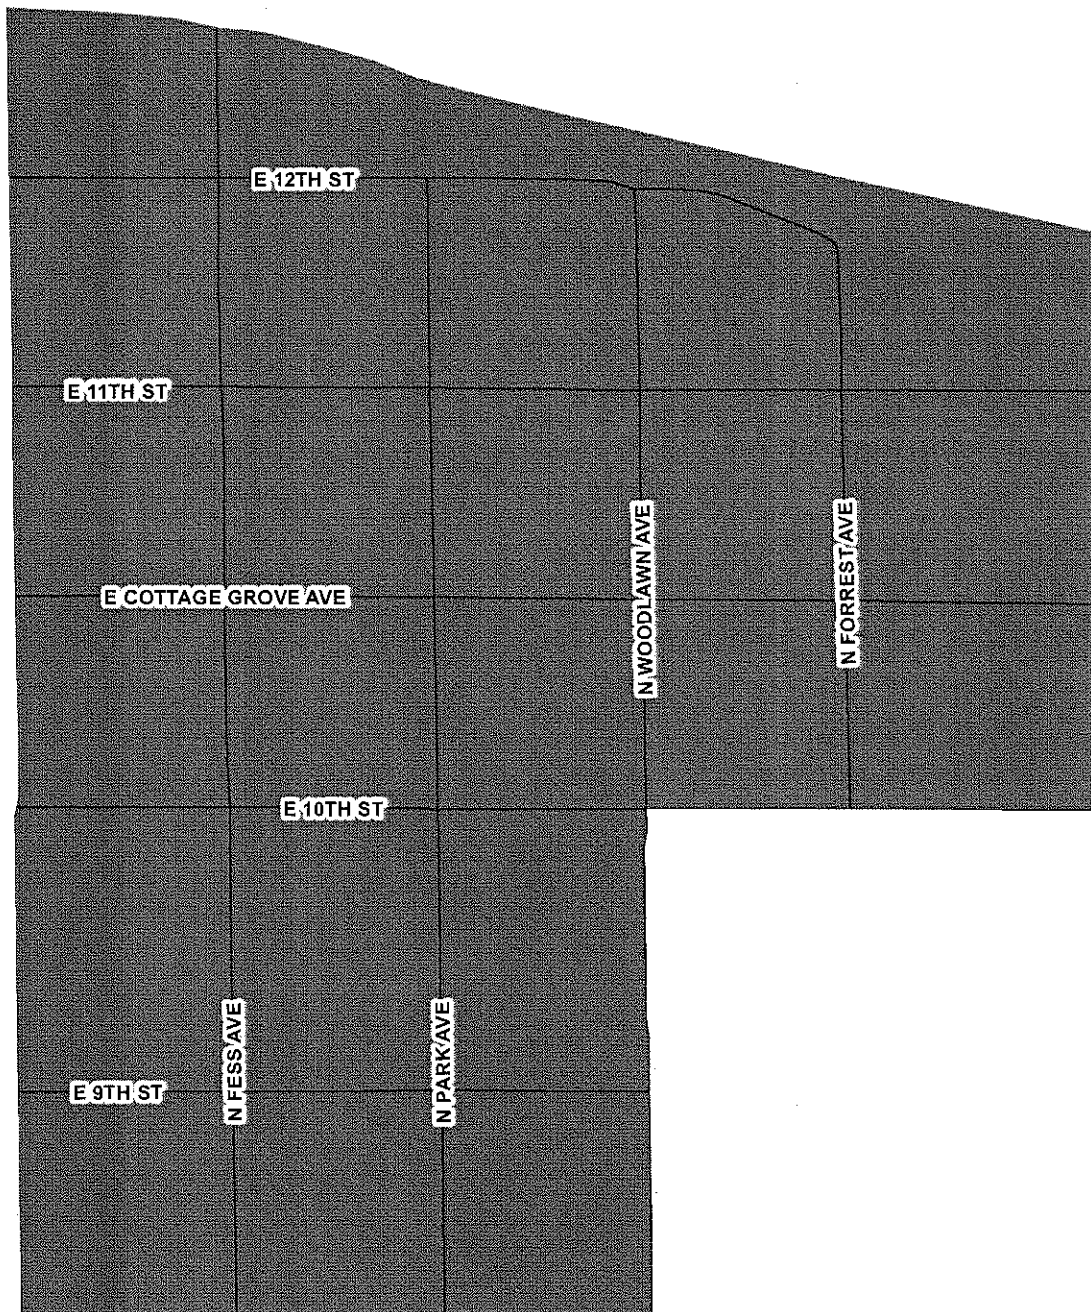 E 12TH ST
E 11TH ST
N WOODLAWN AVE
N FORREST AVE
E COTTAGE GROVE AVE
E 10TH ST
N FESS AVE
N PARK AVE
E 9TH ST